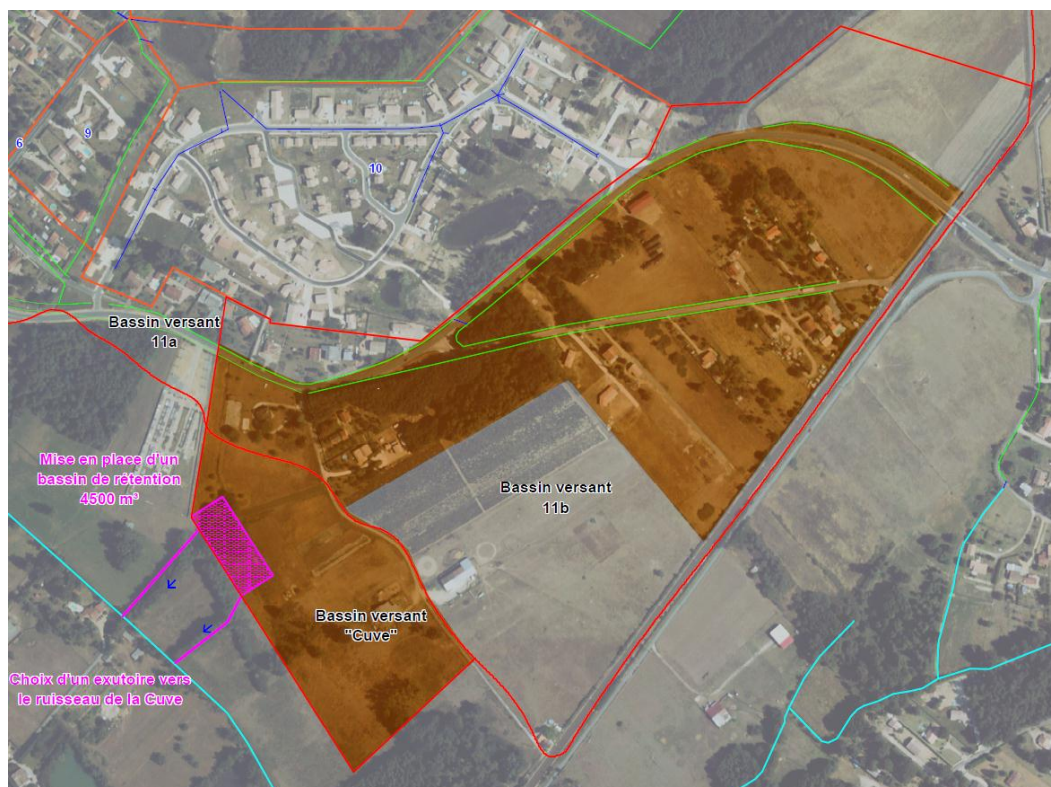 6
9
10
Bassin versant
11a
Mise en place d'un
bassin de rétention
4500 m³
Bassin versant
11b
Bassin versant
"Cuve"
Choix d'un exutoire vers
le ruisseau de la Cuve